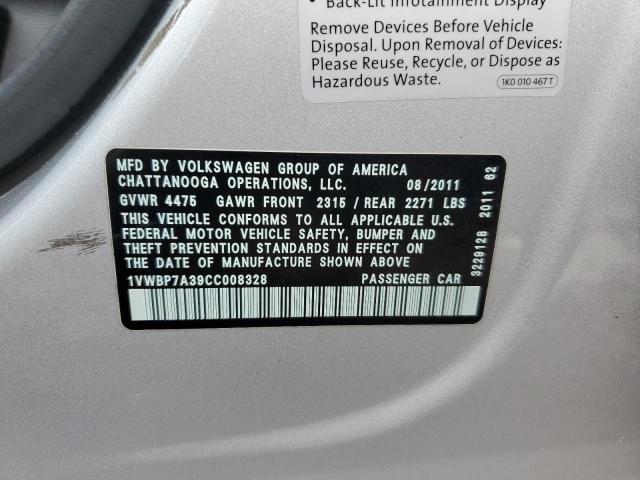 • Back-Lit Infotainment Display
Remove Devices Before Vehicle
Disposal. Upon Removal of Devices:
Please Reuse, Recycle, or Dispose as
Hazardous Waste.
1K0 010 467 T
MFD BY VOLKSWAGEN GROUP OF AMERICA
CHATTANOOGA OPERATIONS, LLC. 08/2011
GVWR 4475 GAWR FRONT 2315 / REAR 2271 LBS
THIS VEHICLE CONFORMS TO ALL APPLICABLE U.S.
FEDERAL MOTOR VEHICLE SAFETY, BUMPER AND
THEFT PREVENTION STANDARDS IN EFFECT ON
THE DATE OF MANUFACTURE SHOWN ABOVE
1VWBP7A39CC008328 PASSENGER CAR
3229128 2011 62